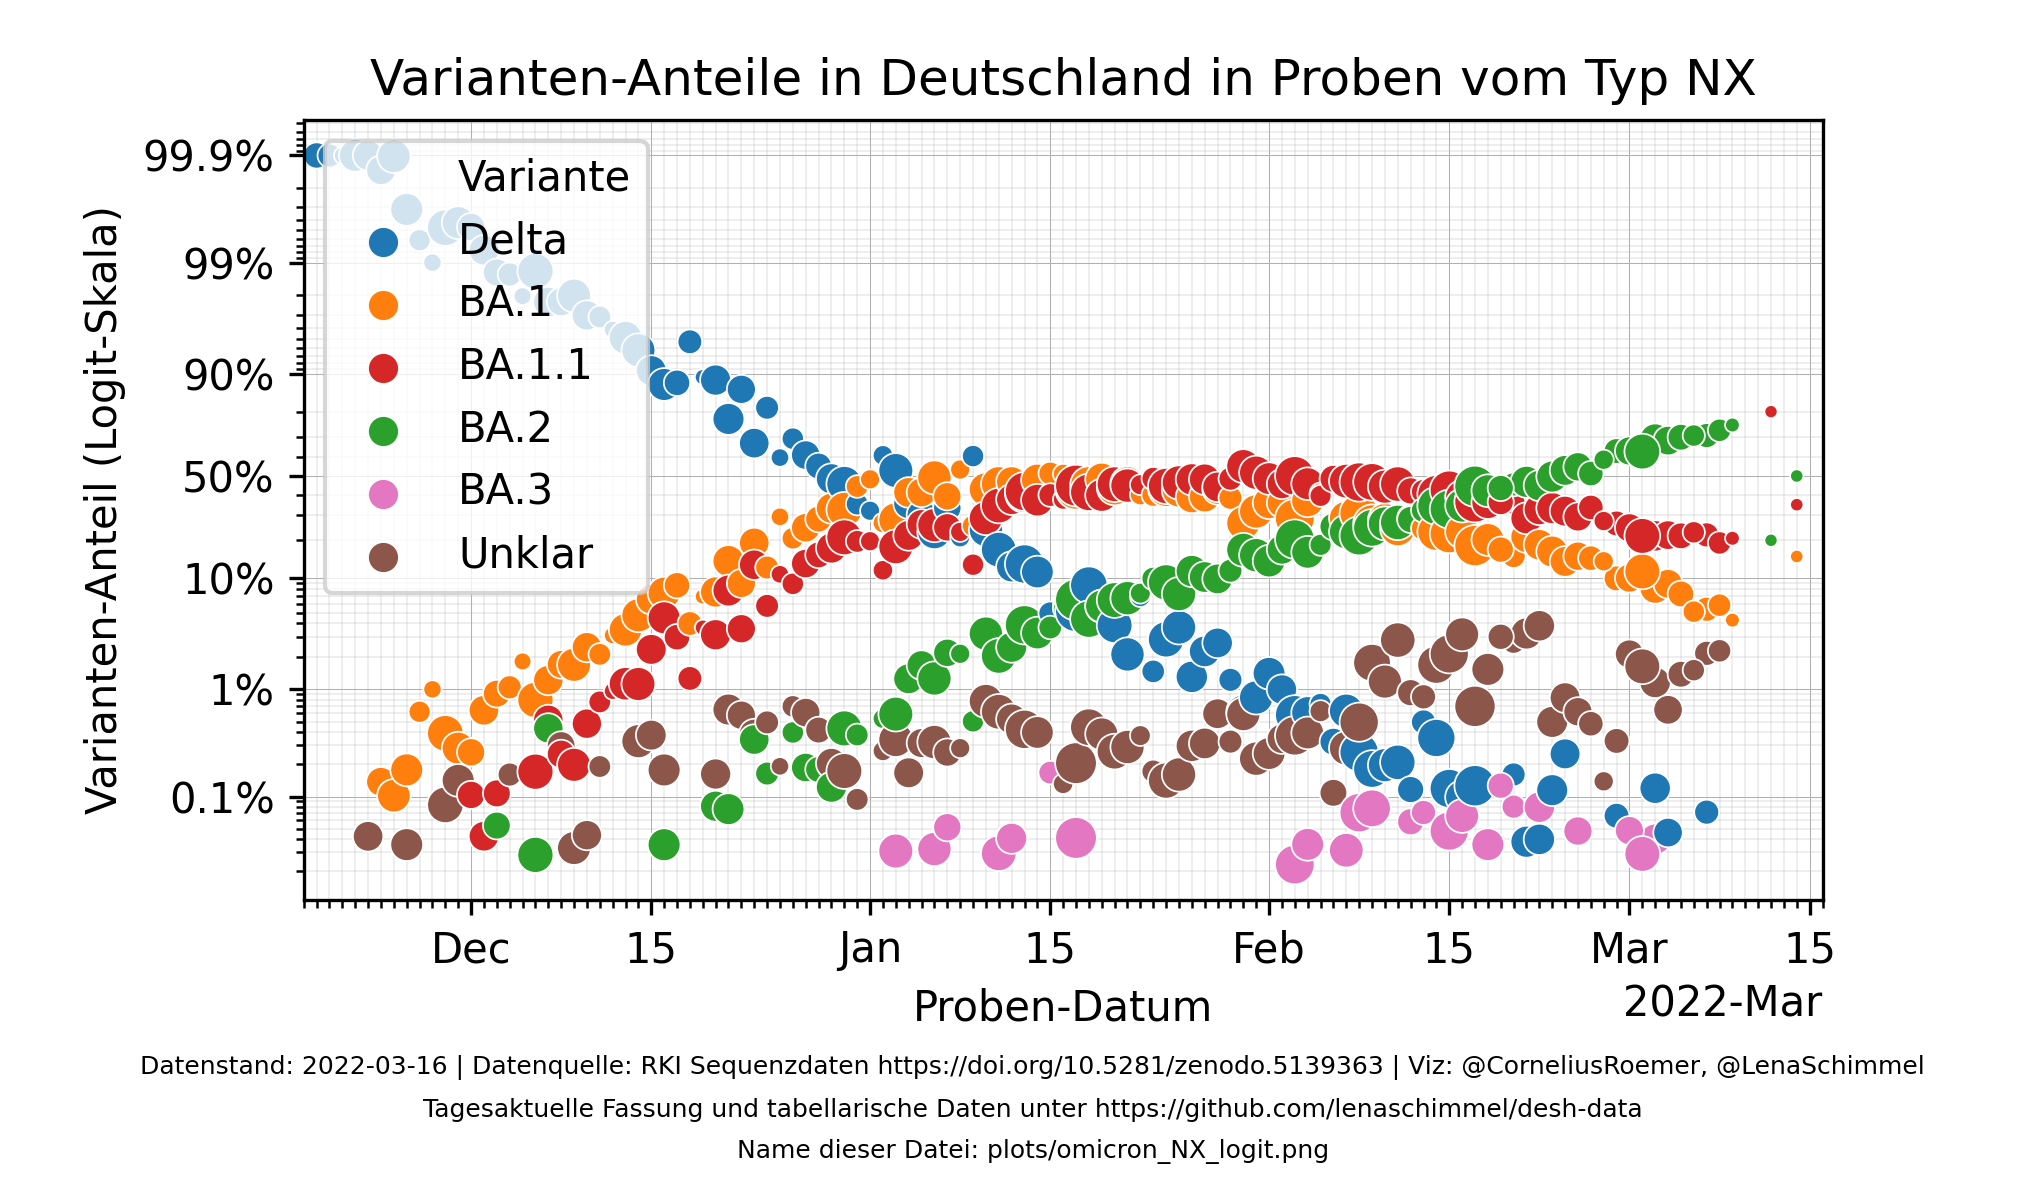 Varianten-Anteile in Deutschland in Proben vom Typ NX
Varianten-Anteil (Logit-Skala)
99.9%
99%
90%
50%
10%
1%
0.1%
Variante
Delta
BA.1
BA.1.1
BA.2
BA.3
Unklar
Dec 15 Jan 15 Feb 15 Mar 15
Proben-Datum
2022-Mar
Datenstand: 2022-03-16 | Datenquelle: RKI Sequenzdaten https://doi.org/10.5281/zenodo.5139363 | Viz: @CorneliusRoemer, @LenaSchimmel
Tagesaktuelle Fassung und tabellarische Daten unter https://github.com/lenaschimmel/desh-data
Name dieser Datei: plots/omicron_NX_logit.png